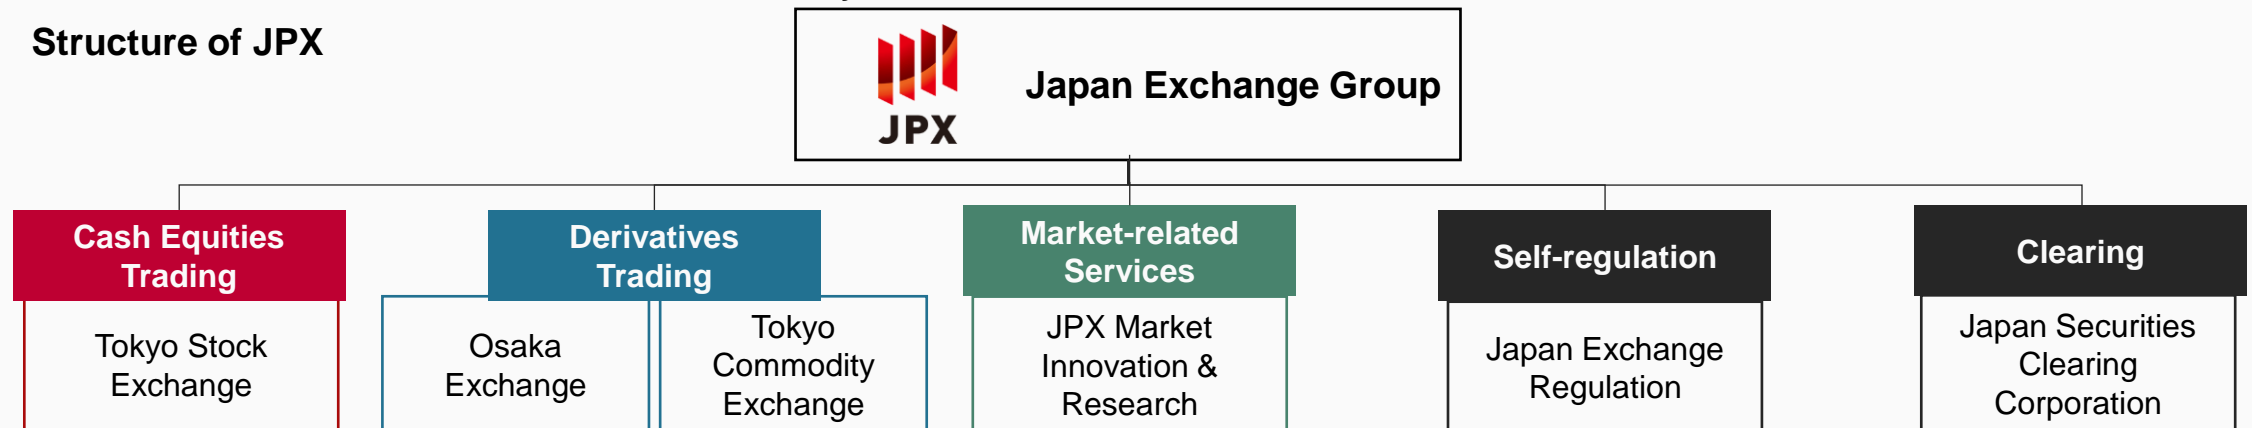 Structure of JPX
JPX
Japan Exchange Group
Cash Equities
Trading
Derivatives
Trading
Market-related
Services
Self-regulation
Clearing
Tokyo Stock
Exchange
Osaka
Exchange
Tokyo
Commodity
Exchange
JPX Market
Innovation &
Research
Japan Exchange
Regulation
Japan Securities
Clearing
Corporation